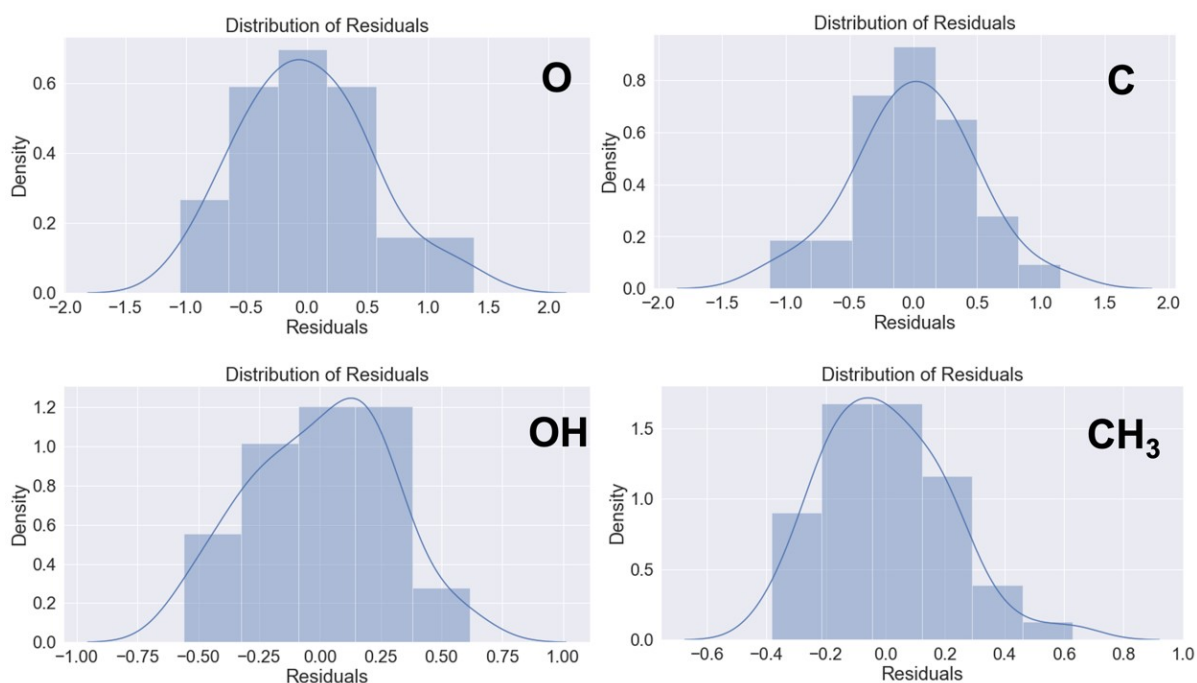 Distribution of Residuals
O
Density
0.6
0.4
0.2
0.0
−2.0 −1.5 −1.0 −0.5 0.0 0.5 1.0 1.5 2.0
Residuals
Distribution of Residuals
C
Density
0.8
0.6
0.4
0.2
0.0
−2.0 −1.5 −1.0 −0.5 0.0 0.5 1.0 1.5 2.0
Residuals
Distribution of Residuals
OH
Density
1.2
1.0
0.8
0.6
0.4
0.2
0.0
−1.00 −0.75 −0.50 −0.25 0.00 0.25 0.50 0.75 1.00
Residuals
Distribution of Residuals
CH₃
Density
1.5
1.0
0.5
0.0
−0.6 −0.4 −0.2 0.0 0.2 0.4 0.6 0.8 1.0
Residuals